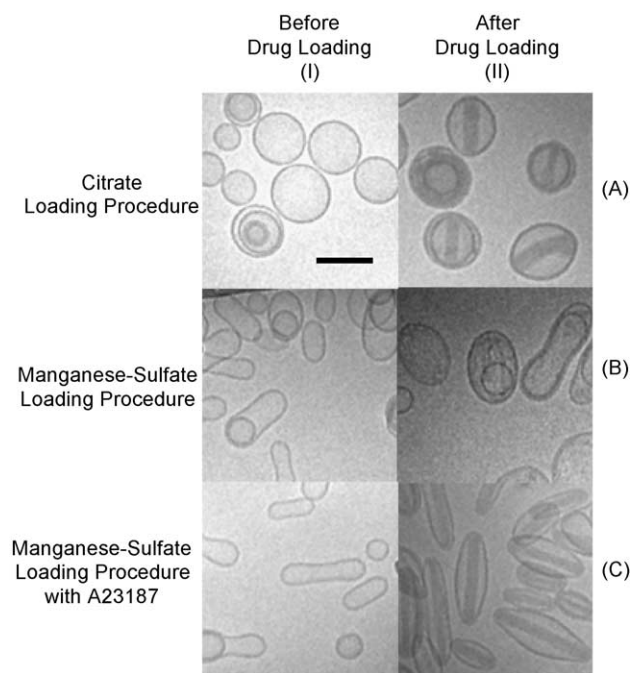 Before
Drug Loading
(I)
After
Drug Loading
(II)
Citrate
Loading Procedure
(A)
Manganese-Sulfate
Loading Procedure
(B)
Manganese-Sulfate
Loading Procedure
with A23187
(C)